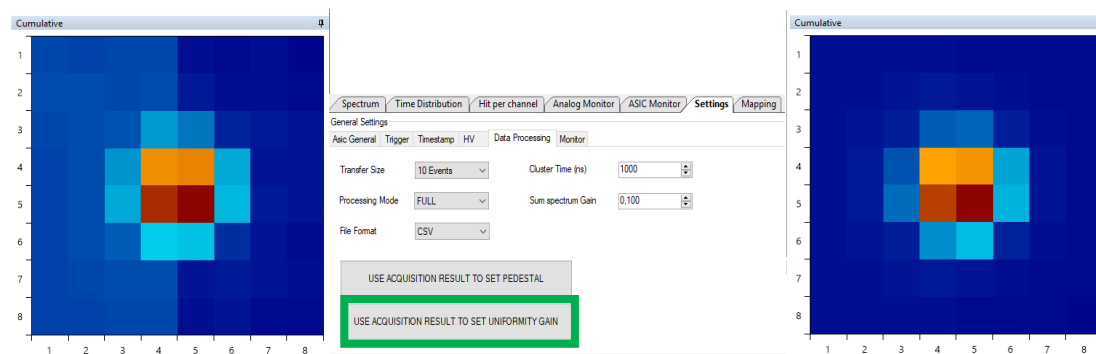 Cumulative
1
2
3
4
5
6
7
8
1 2 3 4 5 6 7 8
Spectrum Time Distribution Hit per channel Analog Monitor ASIC Monitor Settings Mapping
General Settings
Asic General Trigger Timestamp HV Data Processing Monitor
Transfer Size 10 Events Cluster Time (ns) 1000
Processing Mode FULL Sum spectrum Gain 0,100
File Format CSV
USE ACQUISITION RESULT TO SET PEDESTAL
USE ACQUISITION RESULT TO SET UNIFORMITY GAIN
Cumulative
1
2
3
4
5
6
7
8
1 2 3 4 5 6 7 8